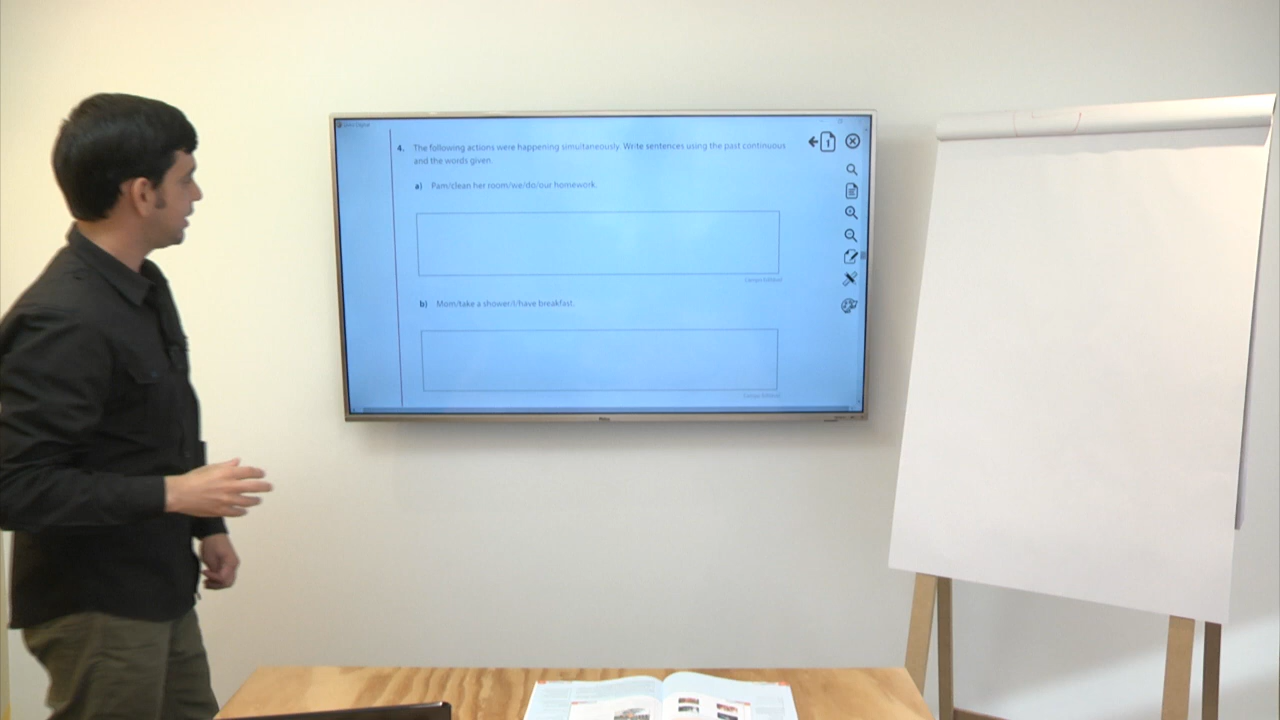 4. The following actions were happening simultaneously. Write sentences using the past continuous
and the words given.
a) Pam/clean her room/we/do/our homework.
b) Mom/take a shower/I/have breakfast.
1